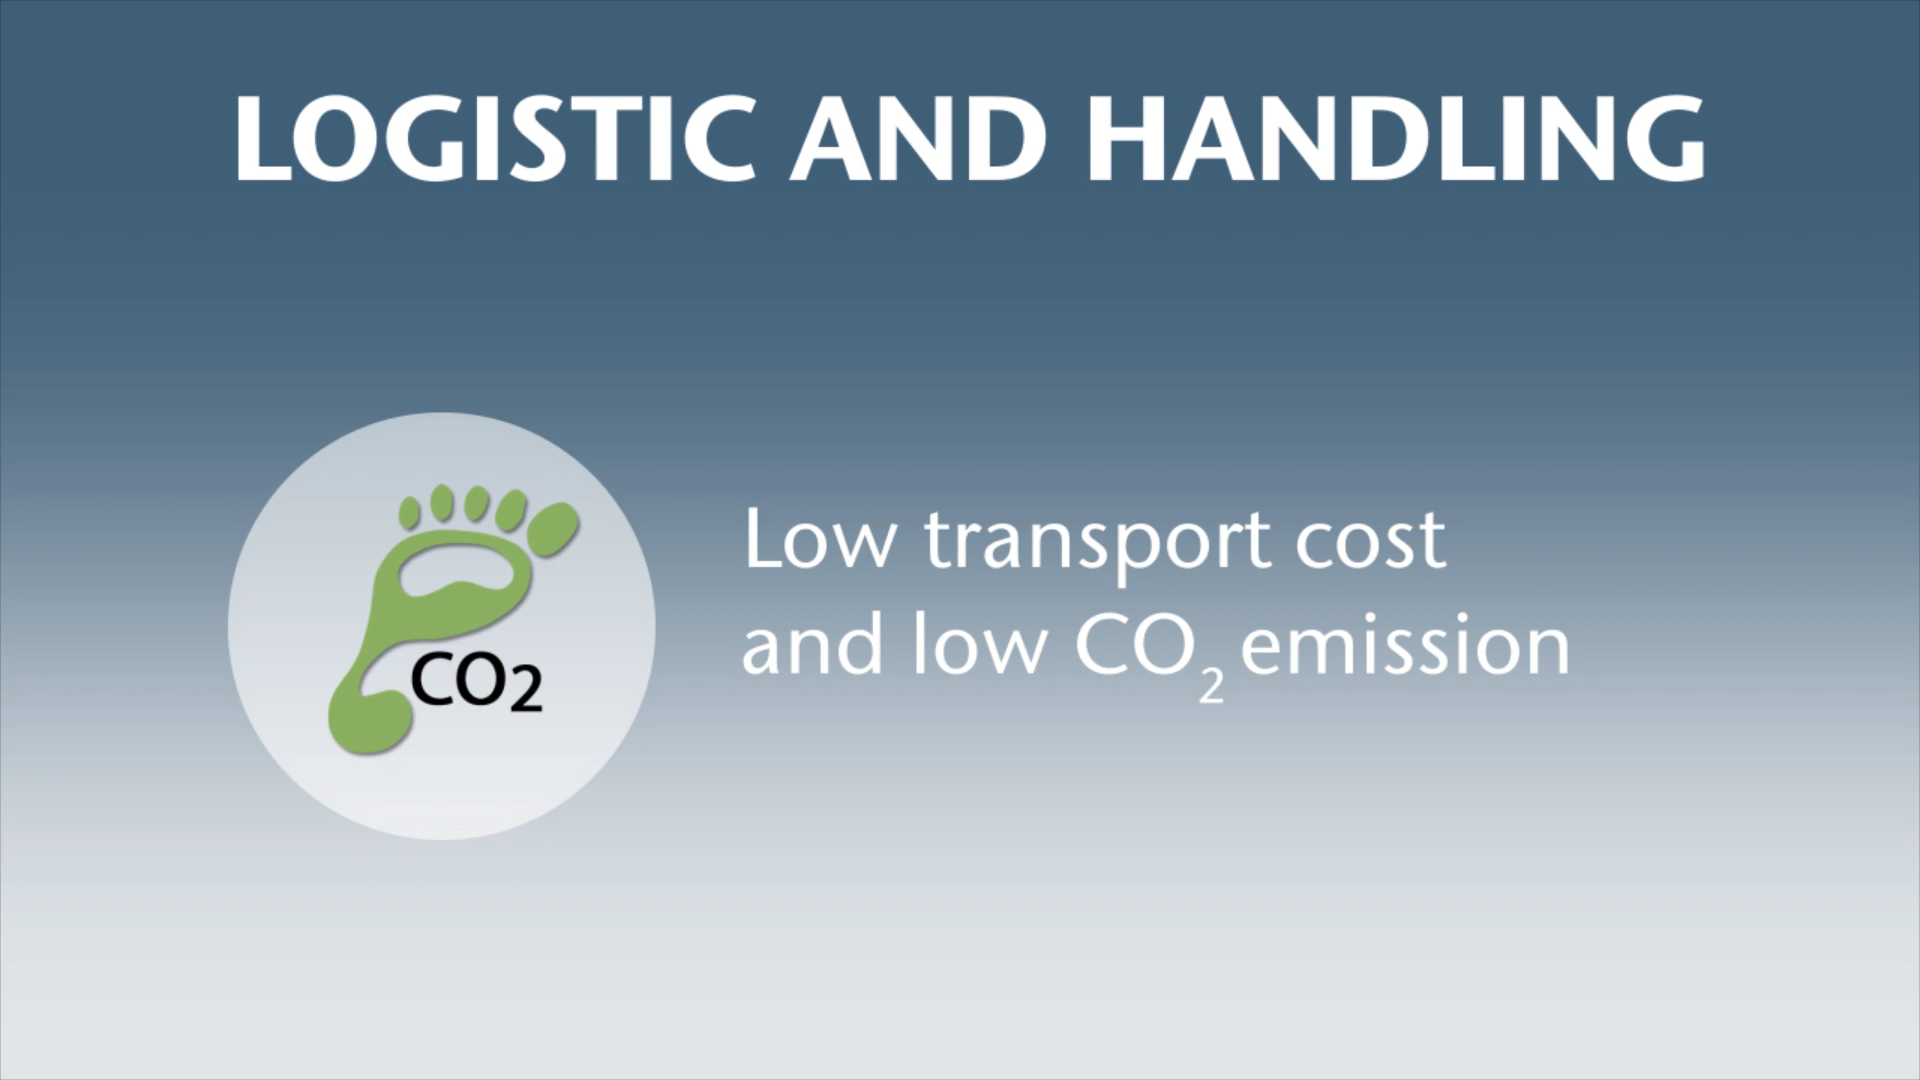 LOGISTIC AND HANDLING
CO2
Low transport cost
and low CO₂ emission